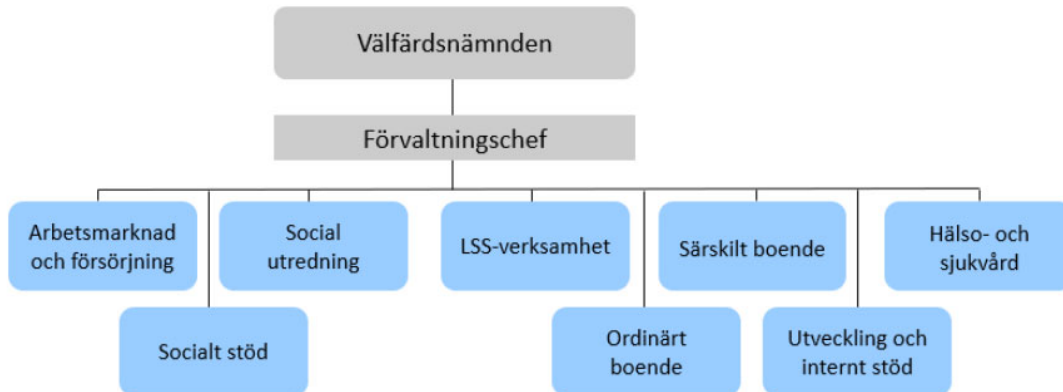 Välfärdsnämnden
Förvaltningschef
Arbetsmarknad
och försörjning
Social
utredning
LSS-verksamhet
Särskilt boende
Hälso- och
sjukvård
Socialt stöd
Ordinärt
boende
Utveckling och
internt stöd